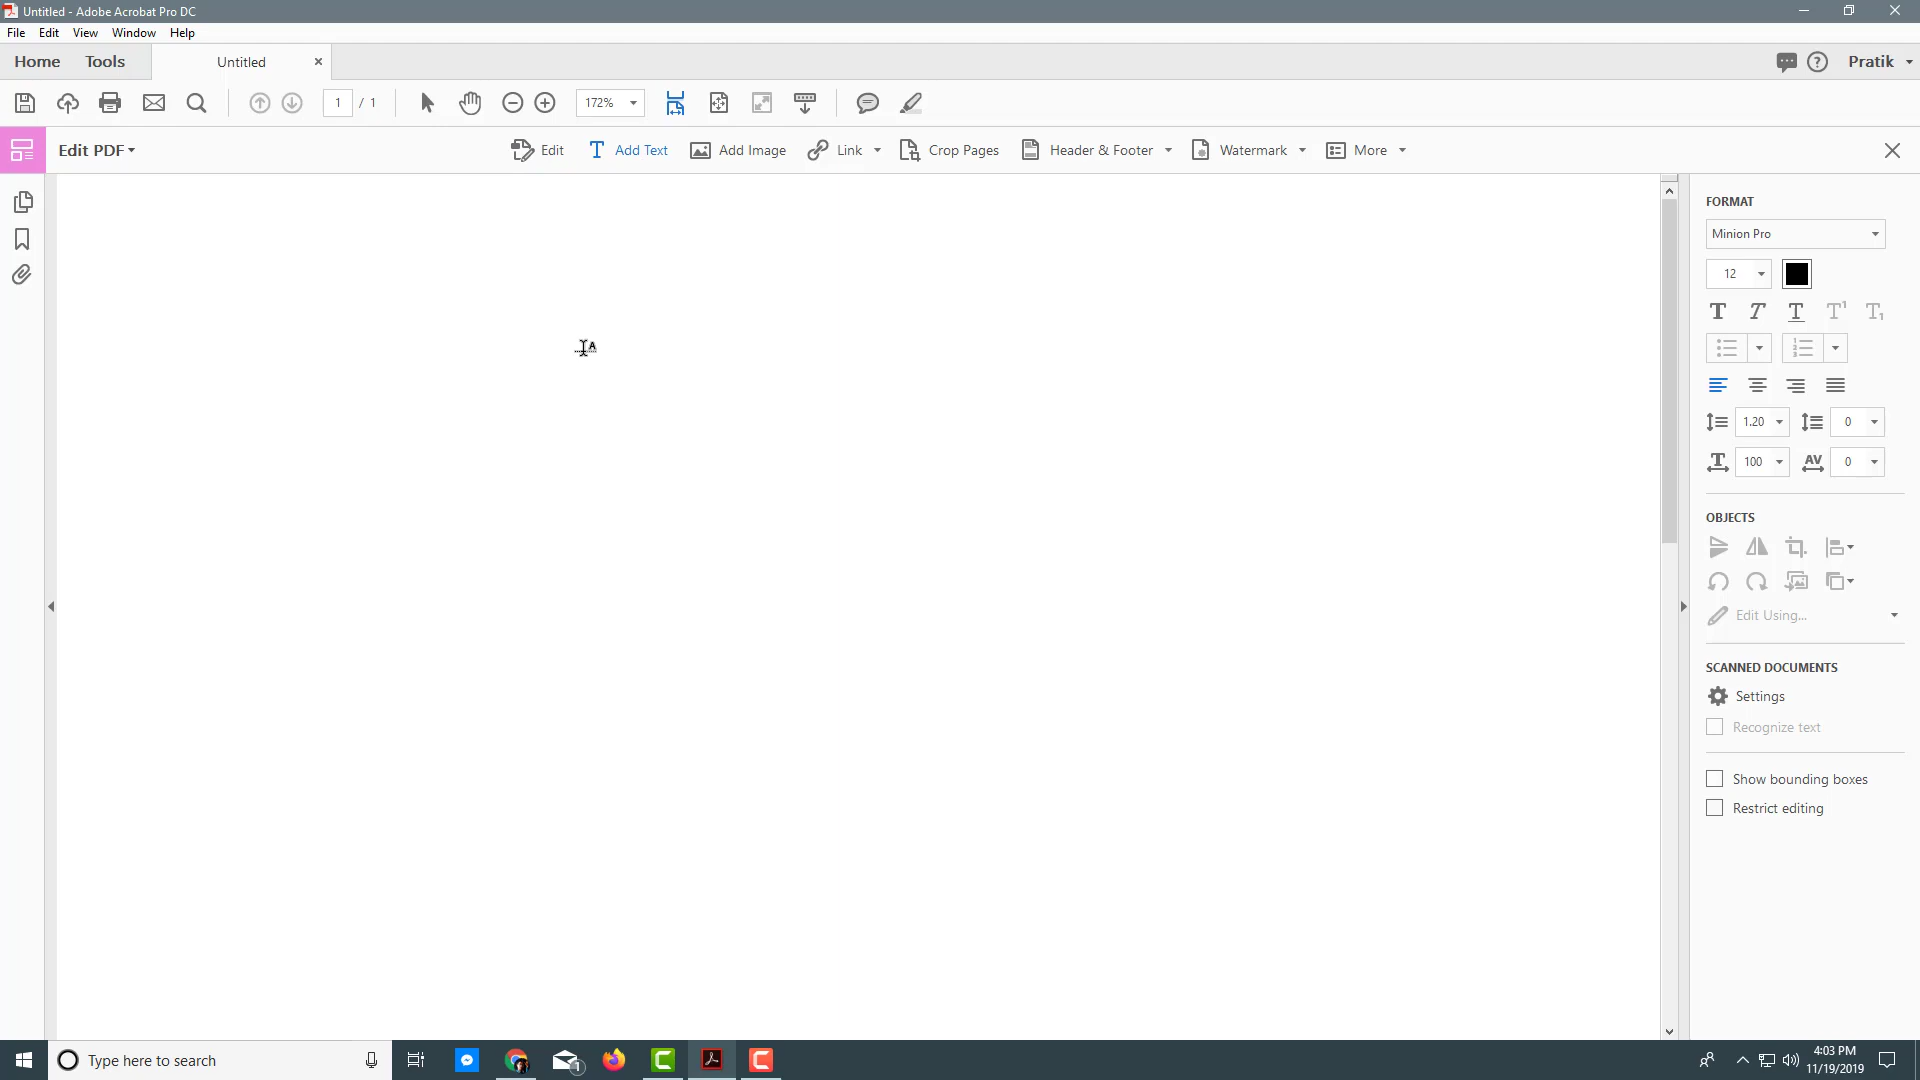 Untitled - Adobe Acrobat Pro DC
File Edit View Window Help
Home Tools Untitled Pratik
1 / 1 172%
Edit PDF Edit Add Text Add Image Link Crop Pages Header & Footer Watermark More
FORMAT
Minion Pro
12
1.20 0
100 0
OBJECTS
Edit Using...
SCANNED DOCUMENTS
Settings
Recognize text
Show bounding boxes
Restrict editing
Type here to search
1
4:03 PM
11/19/2019